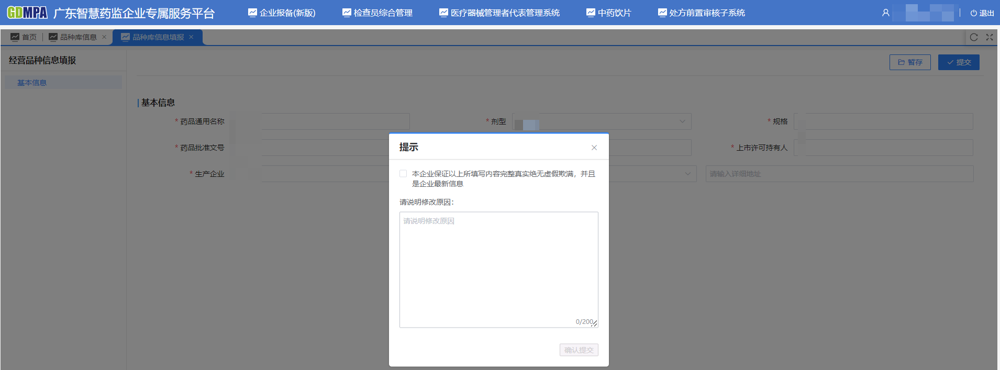 GDMPA 广东智慧药监企业专属服务平台 企业报备(新版) 检查员综合管理 医疗器械管理者代表管理系统 中药饮片 处方前置审核子系统 退出
首页 品种库信息 × 品种库信息填报 ×
经营品种信息填报 暂存 提交
基本信息
基本信息
* 药品通用名称 * 剂型 * 规格
* 药品批准文号 * 上市许可持有人
* 生产企业 请输入详细地址
提示 ×
本企业保证以上所填写内容完整真实绝无虚假欺满，并且
是企业最新信息
请说明修改原因：
请说明修改原因
0/200
确认提交